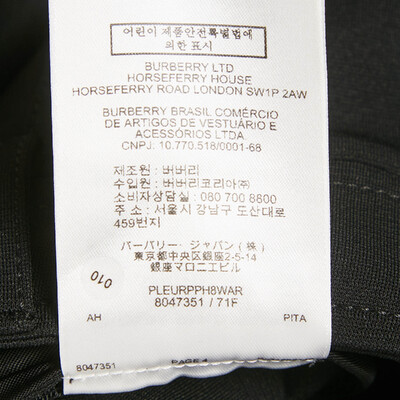 어린이 제품안전특별법에
의한 표시
BURBERRY LTD
HORSEFERRY HOUSE
HORSEFERRY ROAD LONDON SW1P 2AW
BURBERRY BRASIL COMÉRCIO
DE ARTIGOS DE VESTUÁRIO E
ACESSÓRIOS LTDA.
CNPJ: 10.770.518/0001-68
제조원 : 버버리
수입원 : 버버리코리아㈜
소비자상담실: 080 700 8800
주 소 : 서울시 강남구 도산대로
459번지
バーバリー・ジャパン(株)
東京都中央区銀座2-5-14
銀座マロニエビル
010
PLEURPPH8WAR
8047351 / 71F
AH
PITA
8047351
PAGE 4